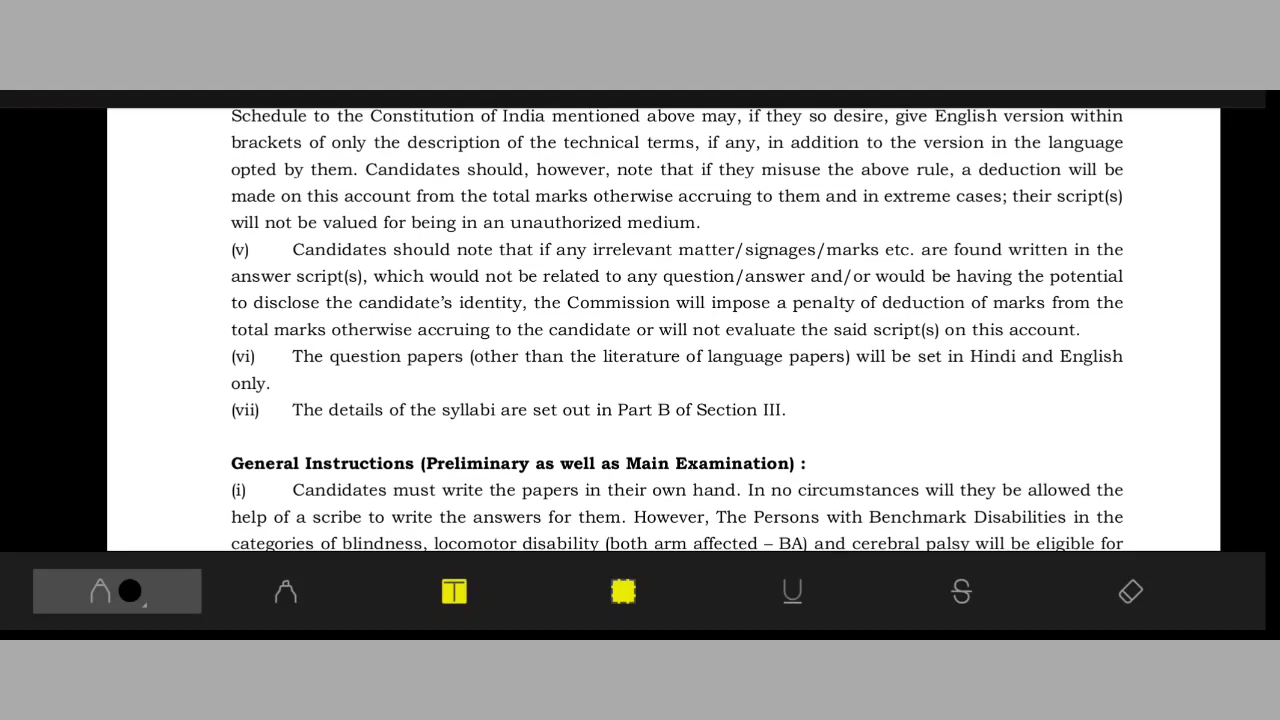 Schedule to the Constitution of India mentioned above may, if they so desire, give English version within
brackets of only the description of the technical terms, if any, in addition to the version in the language
opted by them. Candidates should, however, note that if they misuse the above rule, a deduction will be
made on this account from the total marks otherwise accruing to them and in extreme cases; their script(s)
will not be valued for being in an unauthorized medium.
(v) Candidates should note that if any irrelevant matter/signages/marks etc. are found written in the
answer script(s), which would not be related to any question/answer and/or would be having the potential
to disclose the candidate’s identity, the Commission will impose a penalty of deduction of marks from the
total marks otherwise accruing to the candidate or will not evaluate the said script(s) on this account.
(vi) The question papers (other than the literature of language papers) will be set in Hindi and English
only.
(vii) The details of the syllabi are set out in Part B of Section III.
General Instructions (Preliminary as well as Main Examination) :
(i) Candidates must write the papers in their own hand. In no circumstances will they be allowed the
help of a scribe to write the answers for them. However, The Persons with Benchmark Disabilities in the
categories of blindness, locomotor disability (both arm affected – BA) and cerebral palsy will be eligible for